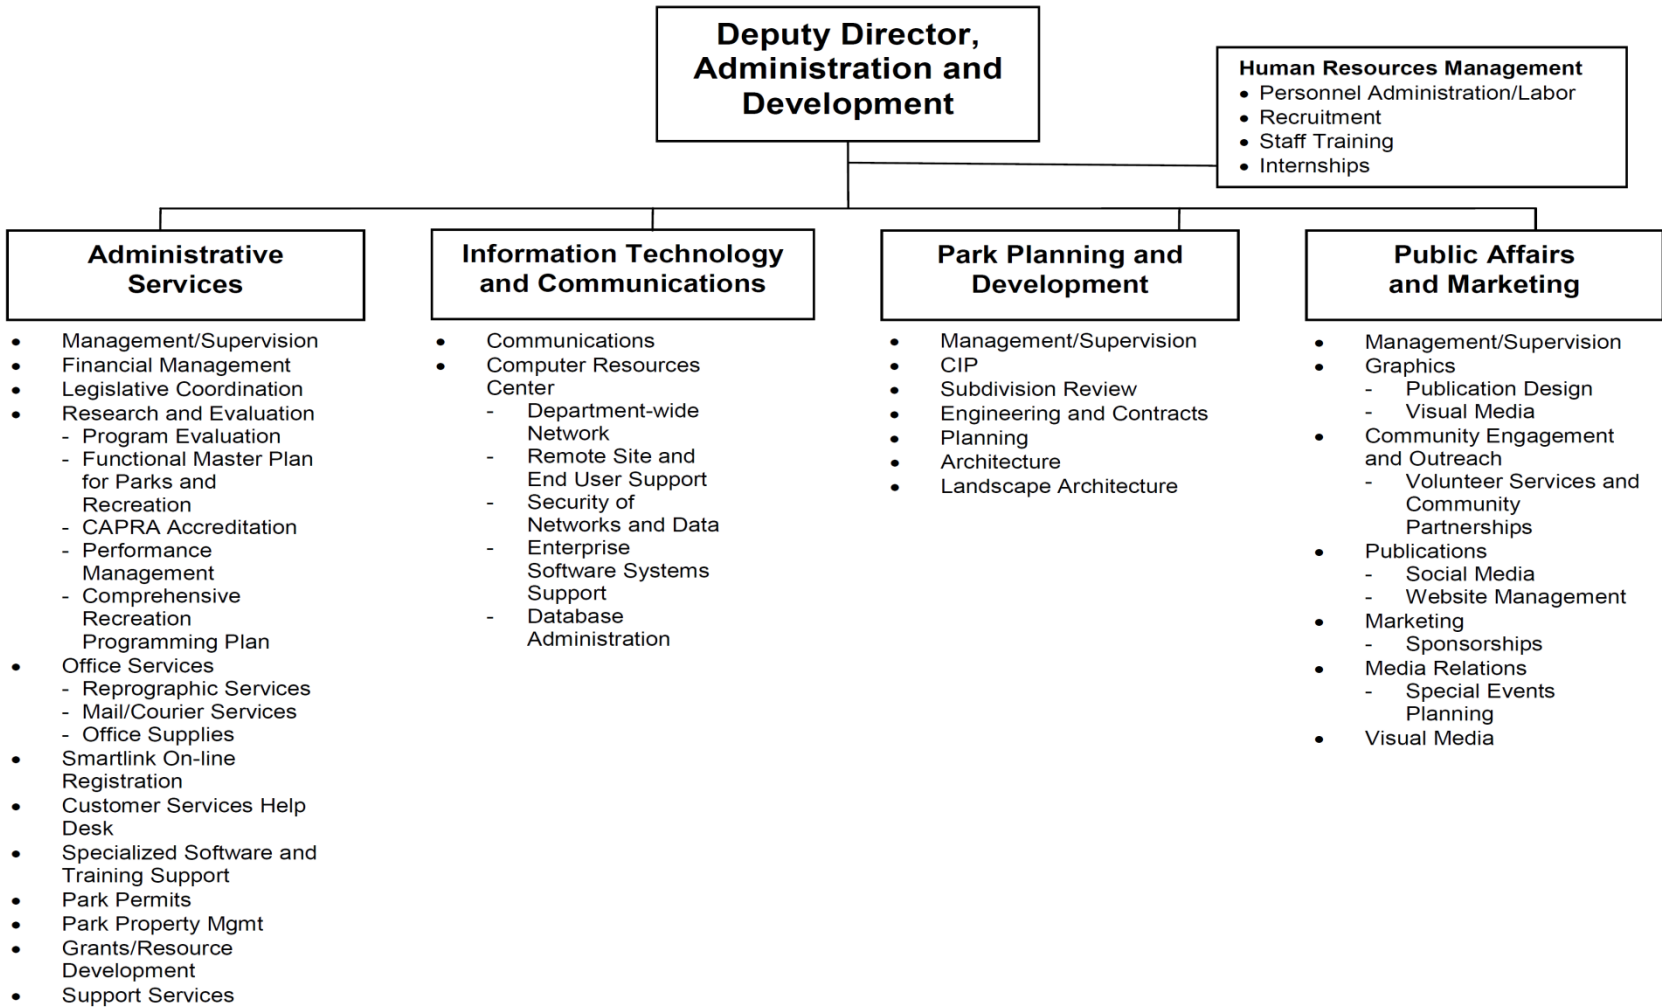 Deputy Director,
Administration and
Development
Human Resources Management
• Personnel Administration/Labor
• Recruitment
• Staff Training
• Internships
Administrative
Services
• Management/Supervision
• Financial Management
• Legislative Coordination
• Research and Evaluation
- Program Evaluation
- Functional Master Plan
for Parks and
Recreation
- CAPRA Accreditation
- Performance
Management
- Comprehensive
Recreation
Programming Plan
• Office Services
- Reprographic Services
- Mail/Courier Services
- Office Supplies
• Smartlink On-line
Registration
• Customer Services Help
Desk
• Specialized Software and
Training Support
• Park Permits
• Park Property Mgmt
• Grants/Resource
Development
• Support Services
Information Technology
and Communications
• Communications
• Computer Resources
Center
- Department-wide
Network
- Remote Site and
End User Support
- Security of
Networks and Data
- Enterprise
Software Systems
Support
- Database
Administration
Park Planning and
Development
• Management/Supervision
• CIP
• Subdivision Review
• Engineering and Contracts
• Planning
• Architecture
• Landscape Architecture
Public Affairs
and Marketing
• Management/Supervision
• Graphics
- Publication Design
- Visual Media
• Community Engagement
and Outreach
- Volunteer Services and
Community
Partnerships
• Publications
- Social Media
- Website Management
• Marketing
- Sponsorships
• Media Relations
- Special Events
Planning
• Visual Media